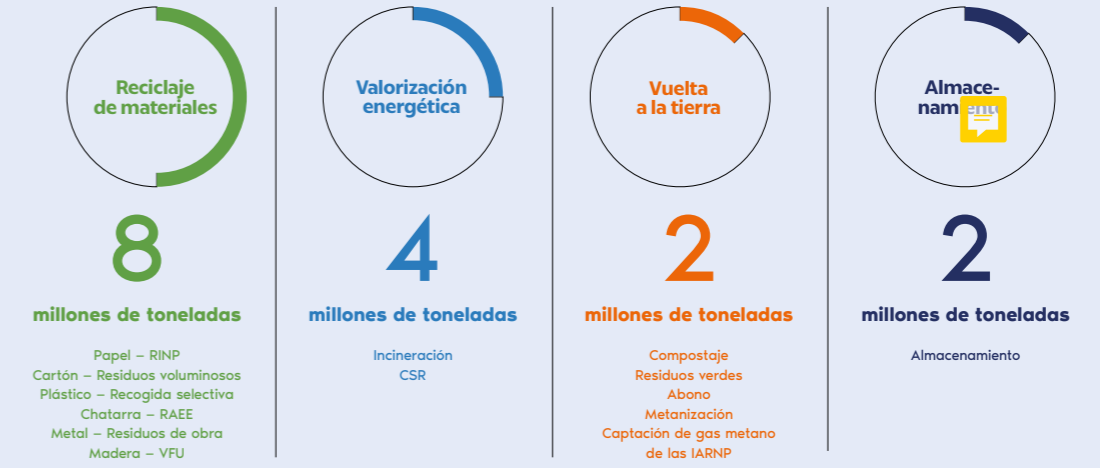 Reciclaje
de materiales
8
millones de toneladas
Papel – RINP
Cartón – Residuos voluminosos
Plástico – Recogida selectiva
Chatarra – RAEE
Metal – Residuos de obra
Madera – VFU
Valorización
energética
4
millones de toneladas
Incineración
CSR
Vuelta
a la tierra
2
millones de toneladas
Compostaje
Residuos verdes
Abono
Metanización
Captación de gas metano
de las IARNP
Almace-
namiento
2
millones de toneladas
Almacenamiento